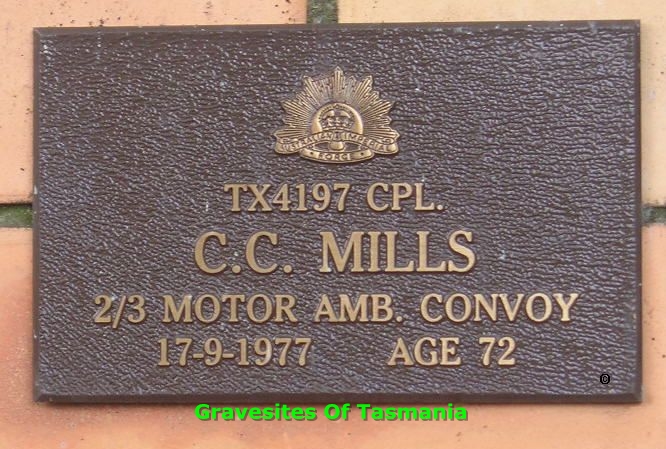 AUSTRALIAN IMPERIAL
FORCE
TX4197 CPL.
C.C. MILLS
2/3 MOTOR AMB. CONVOY
17-9-1977 AGE 72
©
Gravesites Of Tasmania